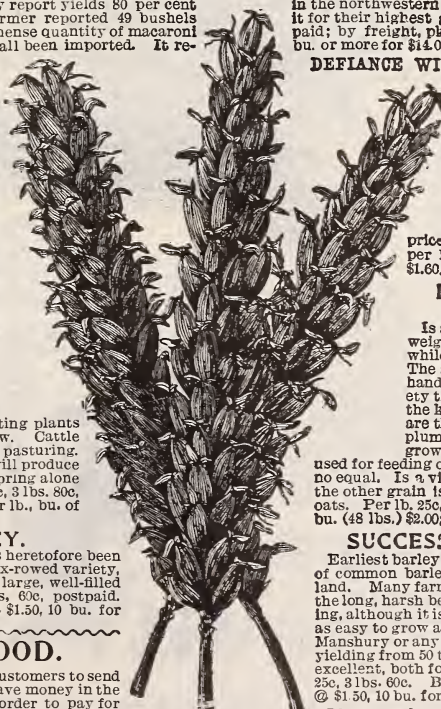 y report yields 80 per cent
rmer reported 49 bushels
nense quantity of macaroni
all been imported. It re-
ting plants
w. Cattle
pasturing.
ill produce
pring alone
c, 3 lbs. 80c,
r lb., bu. of
EY.
s heretofore been
x-rowed variety,
large, well-filled
s, 60c, postpaid.
$1.50, 10 bu. for
OOD.
ustomers to send
ave money in the
order to pay for
in the northwestern
it for their highest
paid; by freight, pk
bu. or more for $14.0
DEFIANCE WI
price
per
$1.60,
Is
weig
while
The
hand
ety t
the
are th
plum
grow
used for feeding
no equal. Is a vi
the other grain i
oats. Per lb. 25c,
bu. (48 lbs.) $2.00;
SUCCESS
Earliest barley
of common barle
land. Many farm
the long, harsh be
ing, although it is
as easy to grow a
Manshury or any
yielding from 50 t
excellent, both fo
25c, 3 lbs. 60c. B
@ $1.50, 10 bu. for